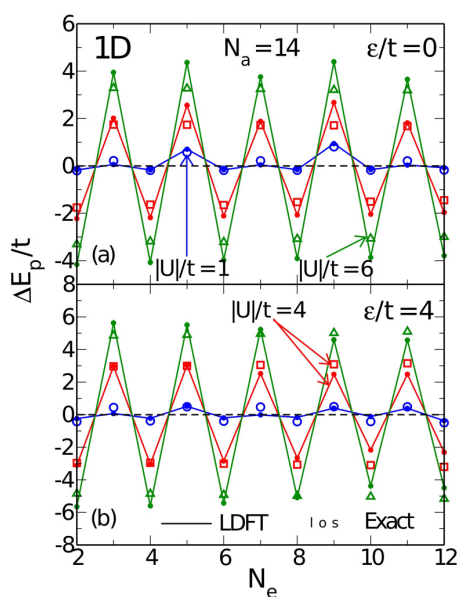 1D N_a=14 ε/t=0
6
4
2
0
-2
-4
(a)
|U|/t=1 |U|/t=6
ΔE_p/t
8
6
4
2
0
-2
-4
-6
-8
|U|/t=4 ε/t=4
(b)
LDFT l o s Exact
2 4 6 8 10 12
N_e